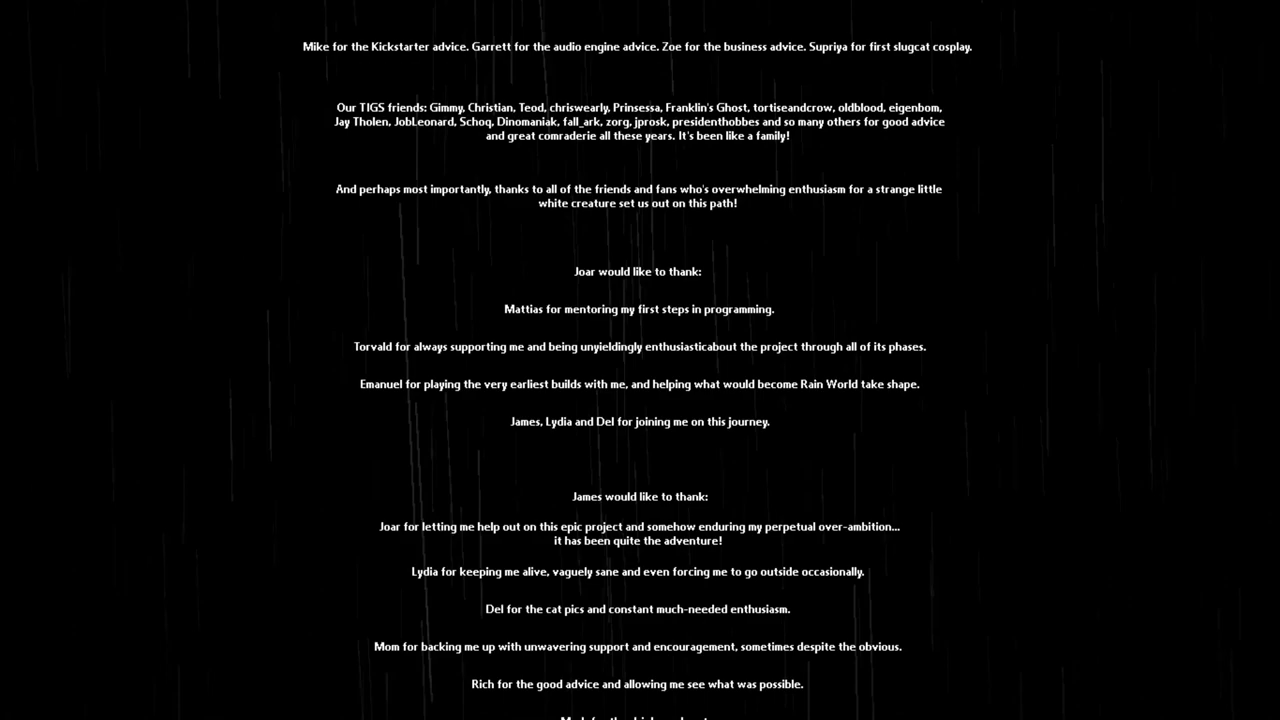 Mike for the Kickstarter advice. Garrett for the audio engine advice. Zoe for the business advice. Supriya for first slugcat cosplay.
Our TIGS friends: Gimmy, Christian, Teod, chriswearly, Prinsessa, Franklin's Ghost, tortiseandcrow, oldblood, eigenbom,
Jay Tholen, JobLeonard, Schoq, Dinomaniak, fall_ark, zorg, jprosk, presidenthobbes and so many others for good advice
and great comraderie all these years. It's been like a family!
And perhaps most importantly, thanks to all of the friends and fans who's overwhelming enthusiasm for a strange little
white creature set us out on this path!
Joar would like to thank:
Mattias for mentoring my first steps in programming.
Torvald for always supporting me and being unyieldingly enthusiasticabout the project through all of its phases.
Emanuel for playing the very earliest builds with me, and helping what would become Rain World take shape.
James, Lydia and Del for joining me on this journey.
James would like to thank:
Joar for letting me help out on this epic project and somehow enduring my perpetual over-ambition...
it has been quite the adventure!
Lydia for keeping me alive, vaguely sane and even forcing me to go outside occasionally.
Del for the cat pics and constant much-needed enthusiasm.
Mom for backing me up with unwavering support and encouragement, sometimes despite the obvious.
Rich for the good advice and allowing me see what was possible.